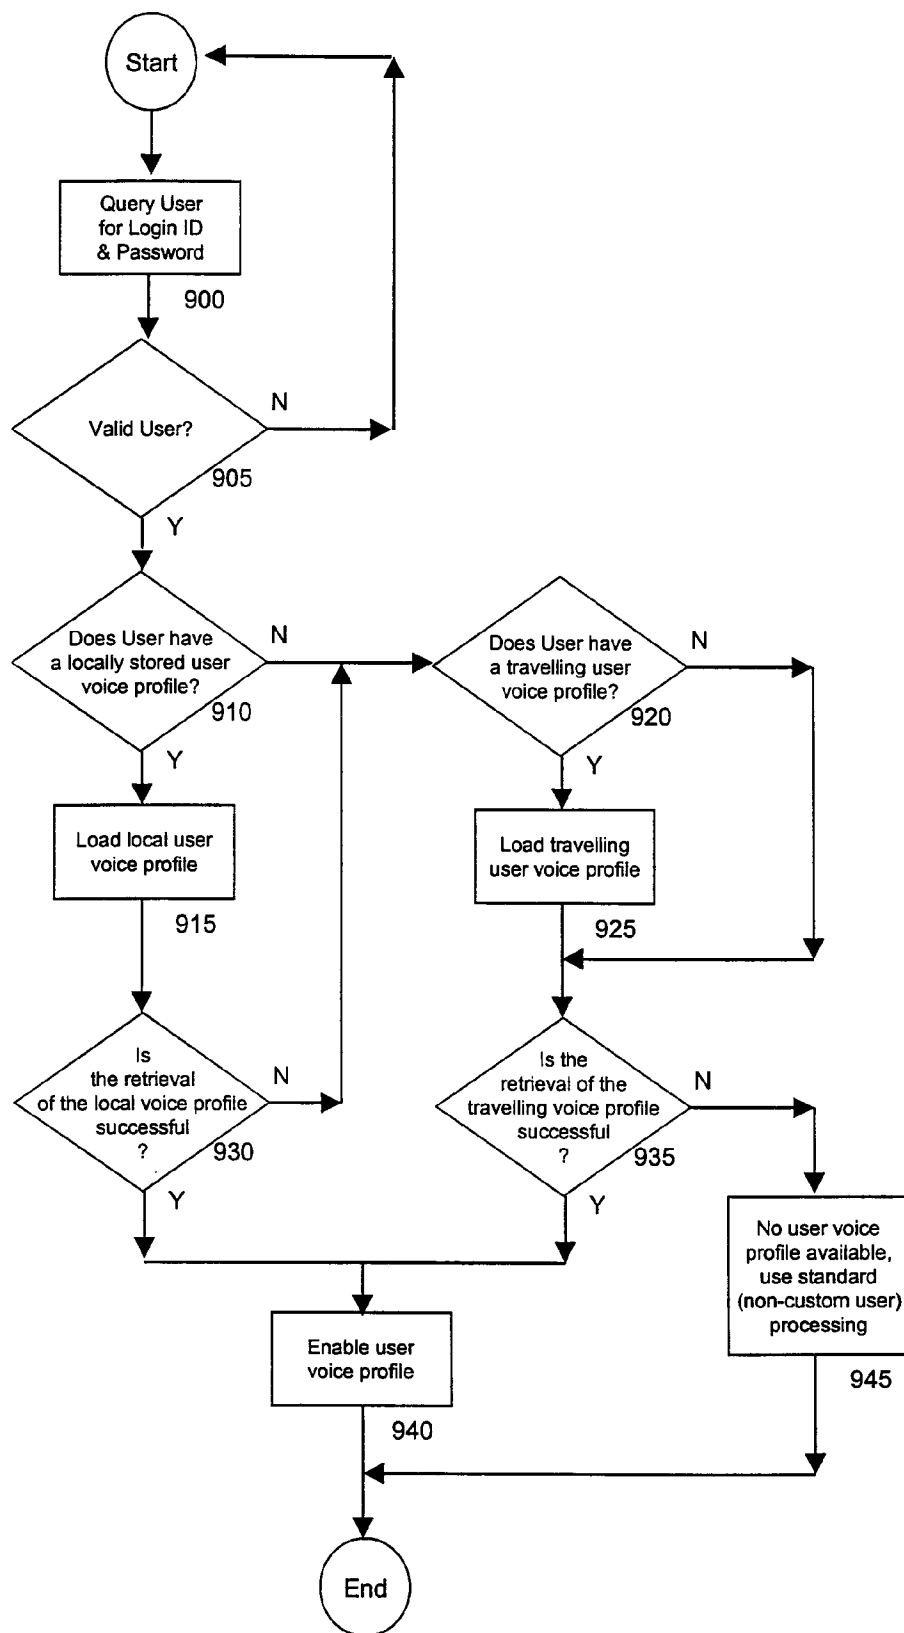 Start
Query User
for Login ID
& Password
900
Valid User?
N
905
Y
Does User have
a locally stored user
voice profile?
N
910
Y
Does User have
a travelling user
voice profile?
N
920
Y
Load local user
voice profile
915
Load travelling
user voice profile
925
Is
the retrieval
of the local voice profile
successful
?
N
930
Y
Is the
retrieval of the
travelling voice profile
successful
?
N
935
Y
No user voice
profile available,
use standard
(non-custom user)
processing
945
Enable user
voice profile
940
End